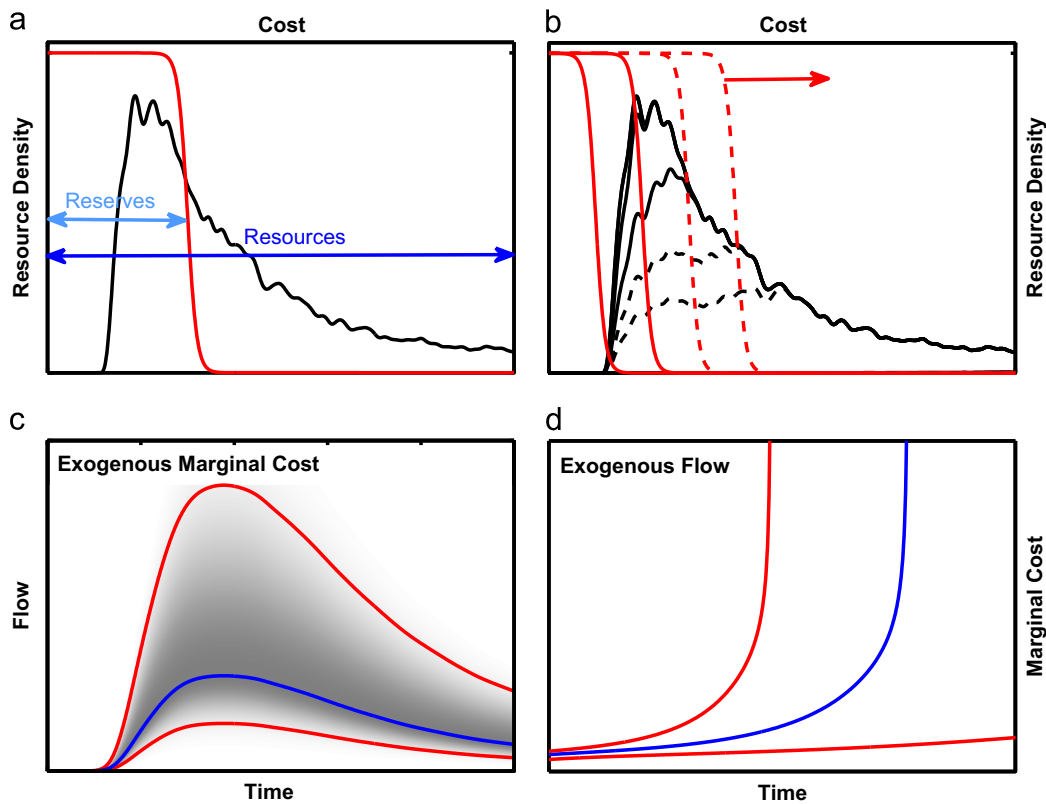 a
Cost
Resource Density
Reserves
Resources
b
Cost
Resource Density
c
Exogenous Marginal Cost
Flow
Time
d
Exogenous Flow
Marginal Cost
Time